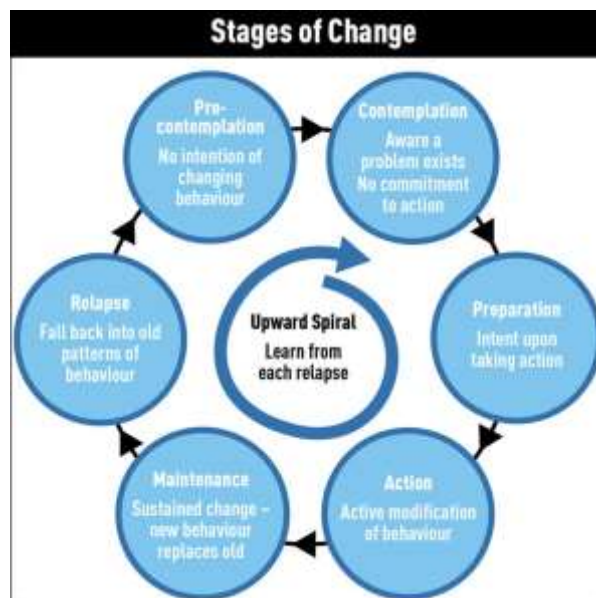 Stages of Change
Pre-
contemplation
No intention of
changing
behaviour
Contemplation
Aware a
problem exists
No commitment
to action
Preparation
Intent upon
taking action
Action
Active modification
of behaviour
Maintenance
Sustained change –
new behaviour
replaces old
Relapse
Fall back into old
patterns of
behaviour
Upward Spiral
Learn from
each relapse